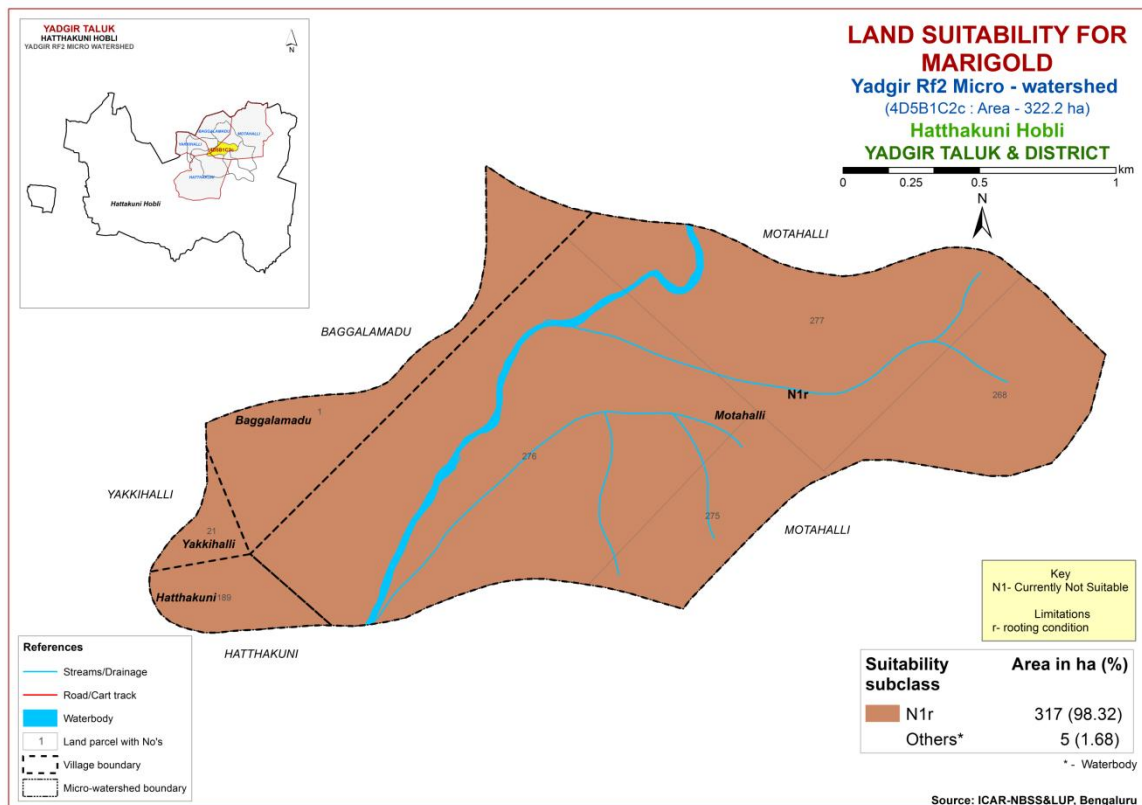 YADGIR TALUK
HATTHAKUNI HOBLI
YADGIR RF2 MICRO WATERSHED
N
BAGGALAMADU
MOTAHALLI
HATTHAKUNI
Hattakuni Hobli
LAND SUITABILITY FOR
MARIGOLD
Yadgir Rf2 Micro - watershed
(4D5B1C2c : Area - 322.2 ha)
Hatthakuni Hobli
YADGIR TALUK & DISTRICT
km
0 0.25 0.5 1
N
MOTAHALLI
277
BAGGALAMADU
N1r
268
1
Baggalamadu
Motahalli
276
YAKKIHALLI
275
MOTAHALLI
21
Yakkihalli
Hatthakuni 189
HATTHAKUNI
Key
N1- Currently Not Suitable
Limitations
r- rooting condition
References
Streams/Drainage
Road/Cart track
Waterbody
1 Land parcel with No's
Village boundary
Micro-watershed boundary
Suitability subclass Area in ha (%)
N1r 317 (98.32)
Others* 5 (1.68)
* - Waterbody
Source: ICAR-NBSS&LUP, Bengaluru